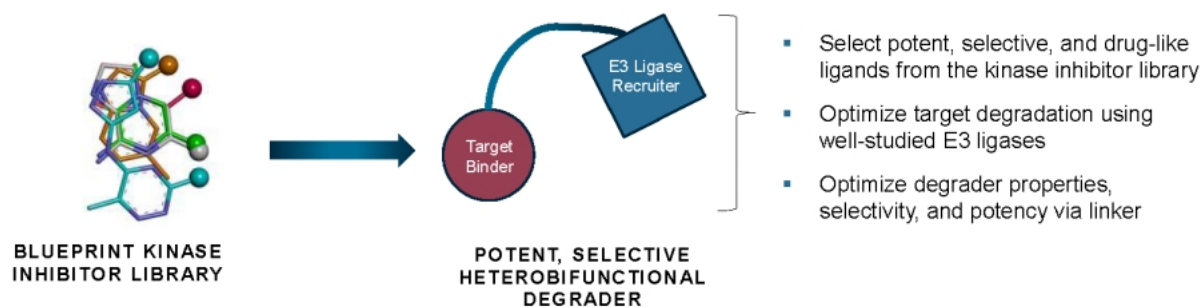 E3 Ligase
Recruiter
Target
Binder
▪ Select potent, selective, and drug-like
ligands from the kinase inhibitor library
▪ Optimize target degradation using
well-studied E3 ligases
▪ Optimize degrader properties,
selectivity, and potency via linker
BLUEPRINT KINASE
INHIBITOR LIBRARY
POTENT, SELECTIVE
HETEROBIFUNCTIONAL
DEGRADER